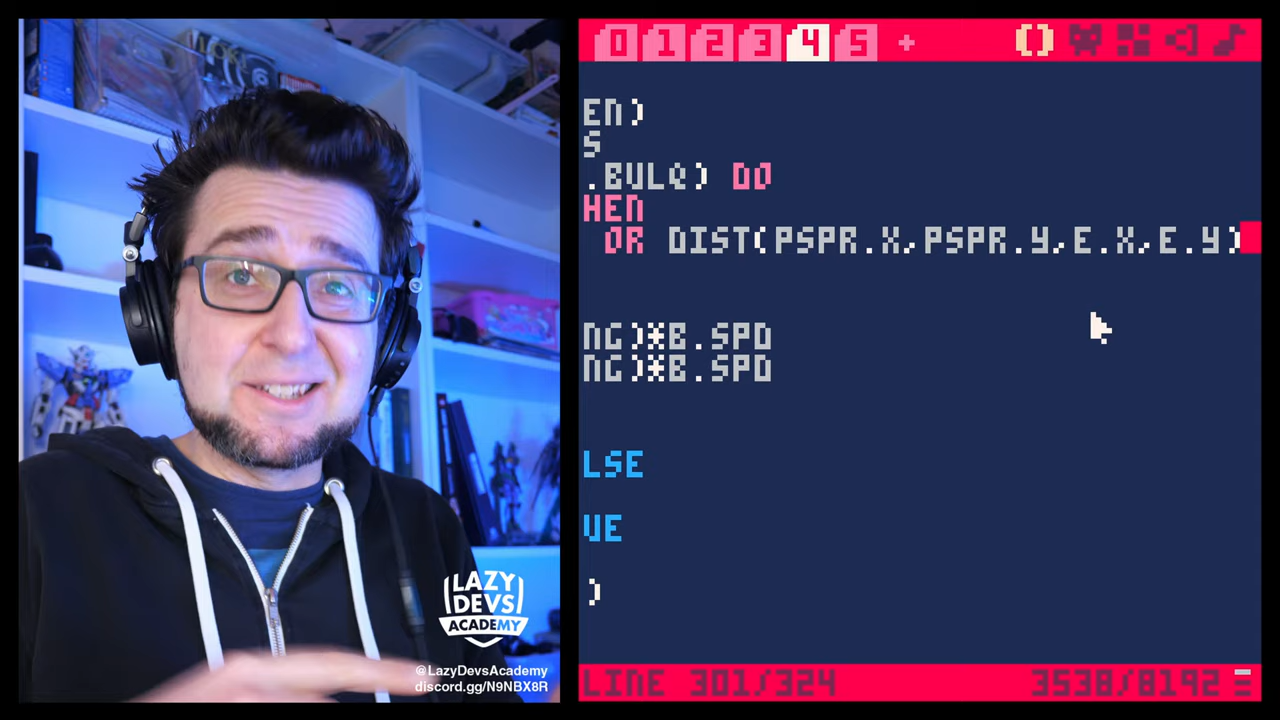 LAZY
DEVS
ACADEMY
@LazyDevsAcademy
discord.gg/N9NBX8R
0 1 2 3 4 5 +
()
EN)
S
.BULQ) DO
HEN
OR DIST(PSPR.X,PSPR.Y,E.X,E.Y)
NG)*B.SPD
NG)*B.SPD
LSE
UE
)
LINE 301/324
3538/8192